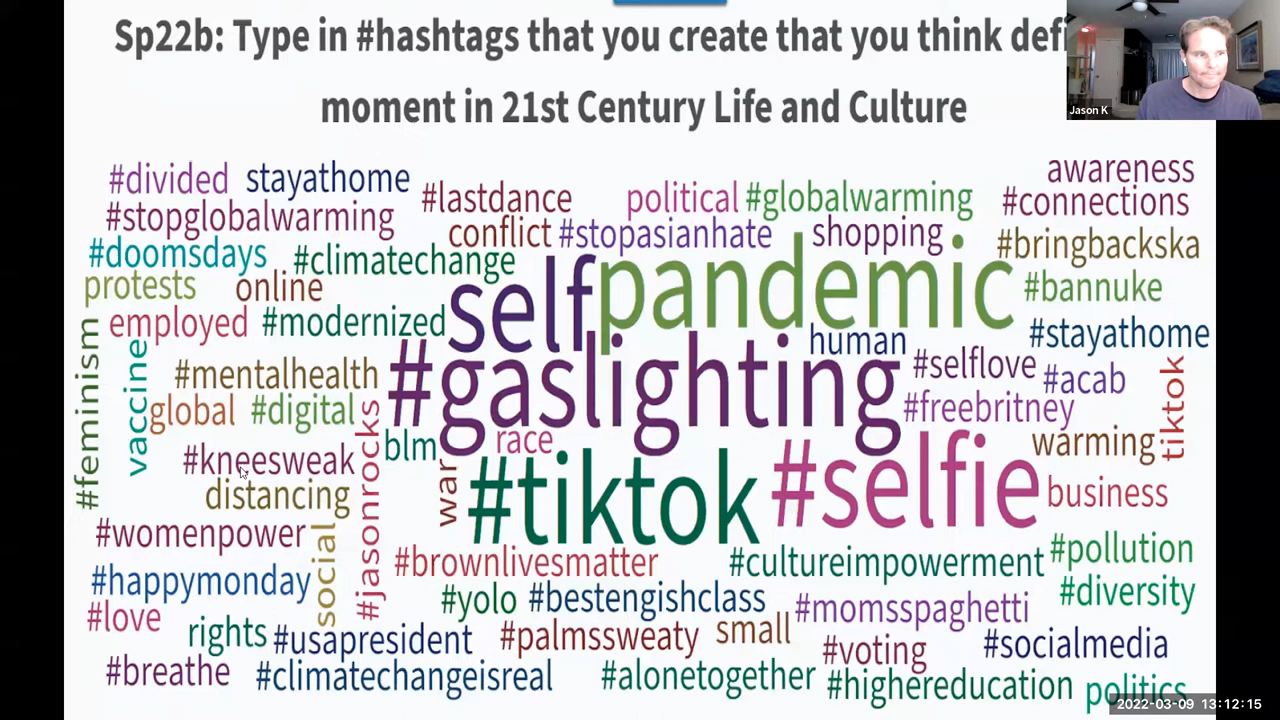 Sp22b: Type in #hashtags that you create that you think defi
moment in 21st Century Life and Culture
Jason K
#divided stayathome #lastdance political #globalwarming awareness
#stopglobalwarming conflict #stopasianhate shopping #connections
#doomsdays #climatechange #bringbackska
protests online self pandemic #bannuke
employed #modernized human #stayathome
#feminism vaccine #mentalhealth #gaslighting #selflove #acab tiktok
global #digital #freebritney
#jasonrocks blm race warming
#kneesweak war #tiktok #selfie business
distancing
#womenpower social #brownlivesmatter #cultureimpowerment #pollution
#happymonday #yolo #bestengishclass #momsspaghetti #diversity
#love rights #usapresident #palmssweaty small #voting #socialmedia
#breathe #climatechangeisreal #alonetogether #highereducation politics
2022-03-09 13:12:15